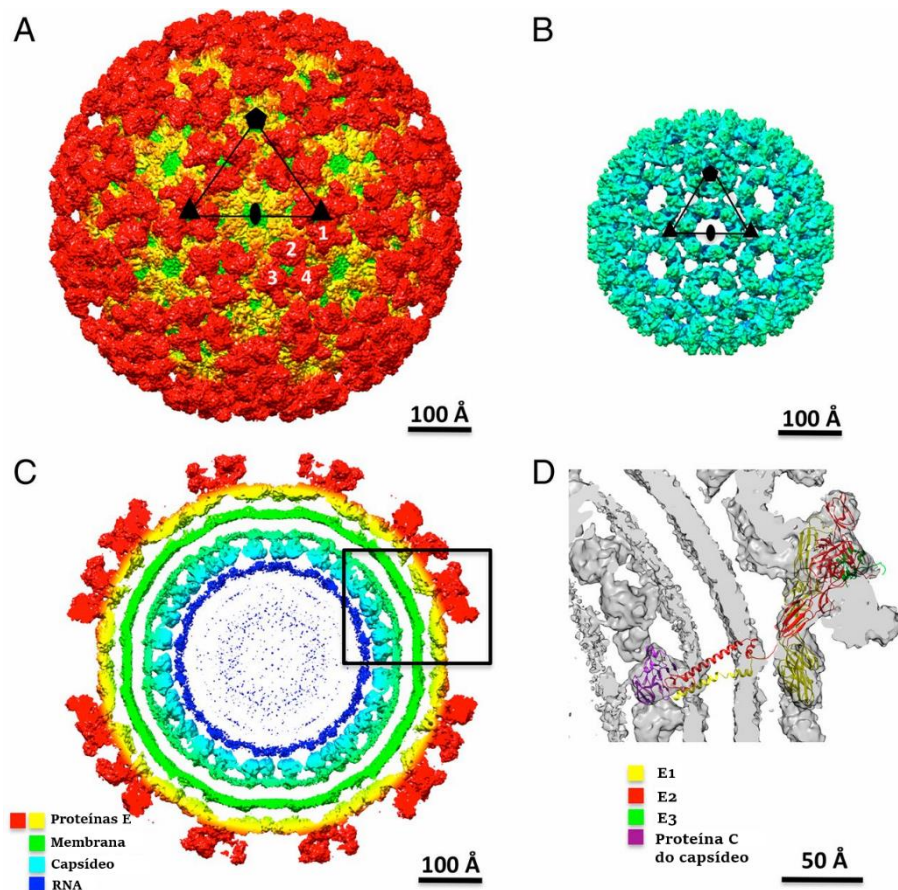 A
B
1
2
3
4
100 Å
100 Å
C
D
Proteínas E
Membrana
Capsídeo
RNA
100 Å
E1
E2
E3
Proteína C
do capsídeo
50 Å